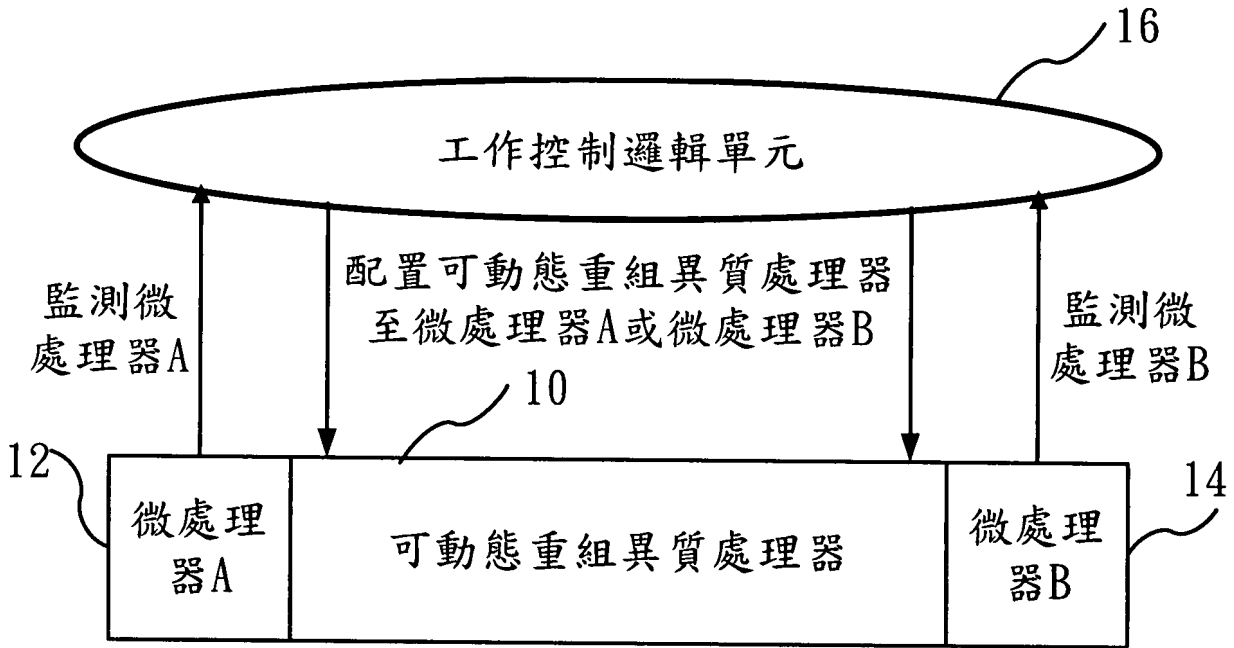 16
工作控制邏輯單元
監測微
處理器A
配置可動態重組異質處理器
至微處理器A或微處理器B
監測微
處理器B
10
12
14
微處理
器A
可動態重組異質處理器
微處理
器B